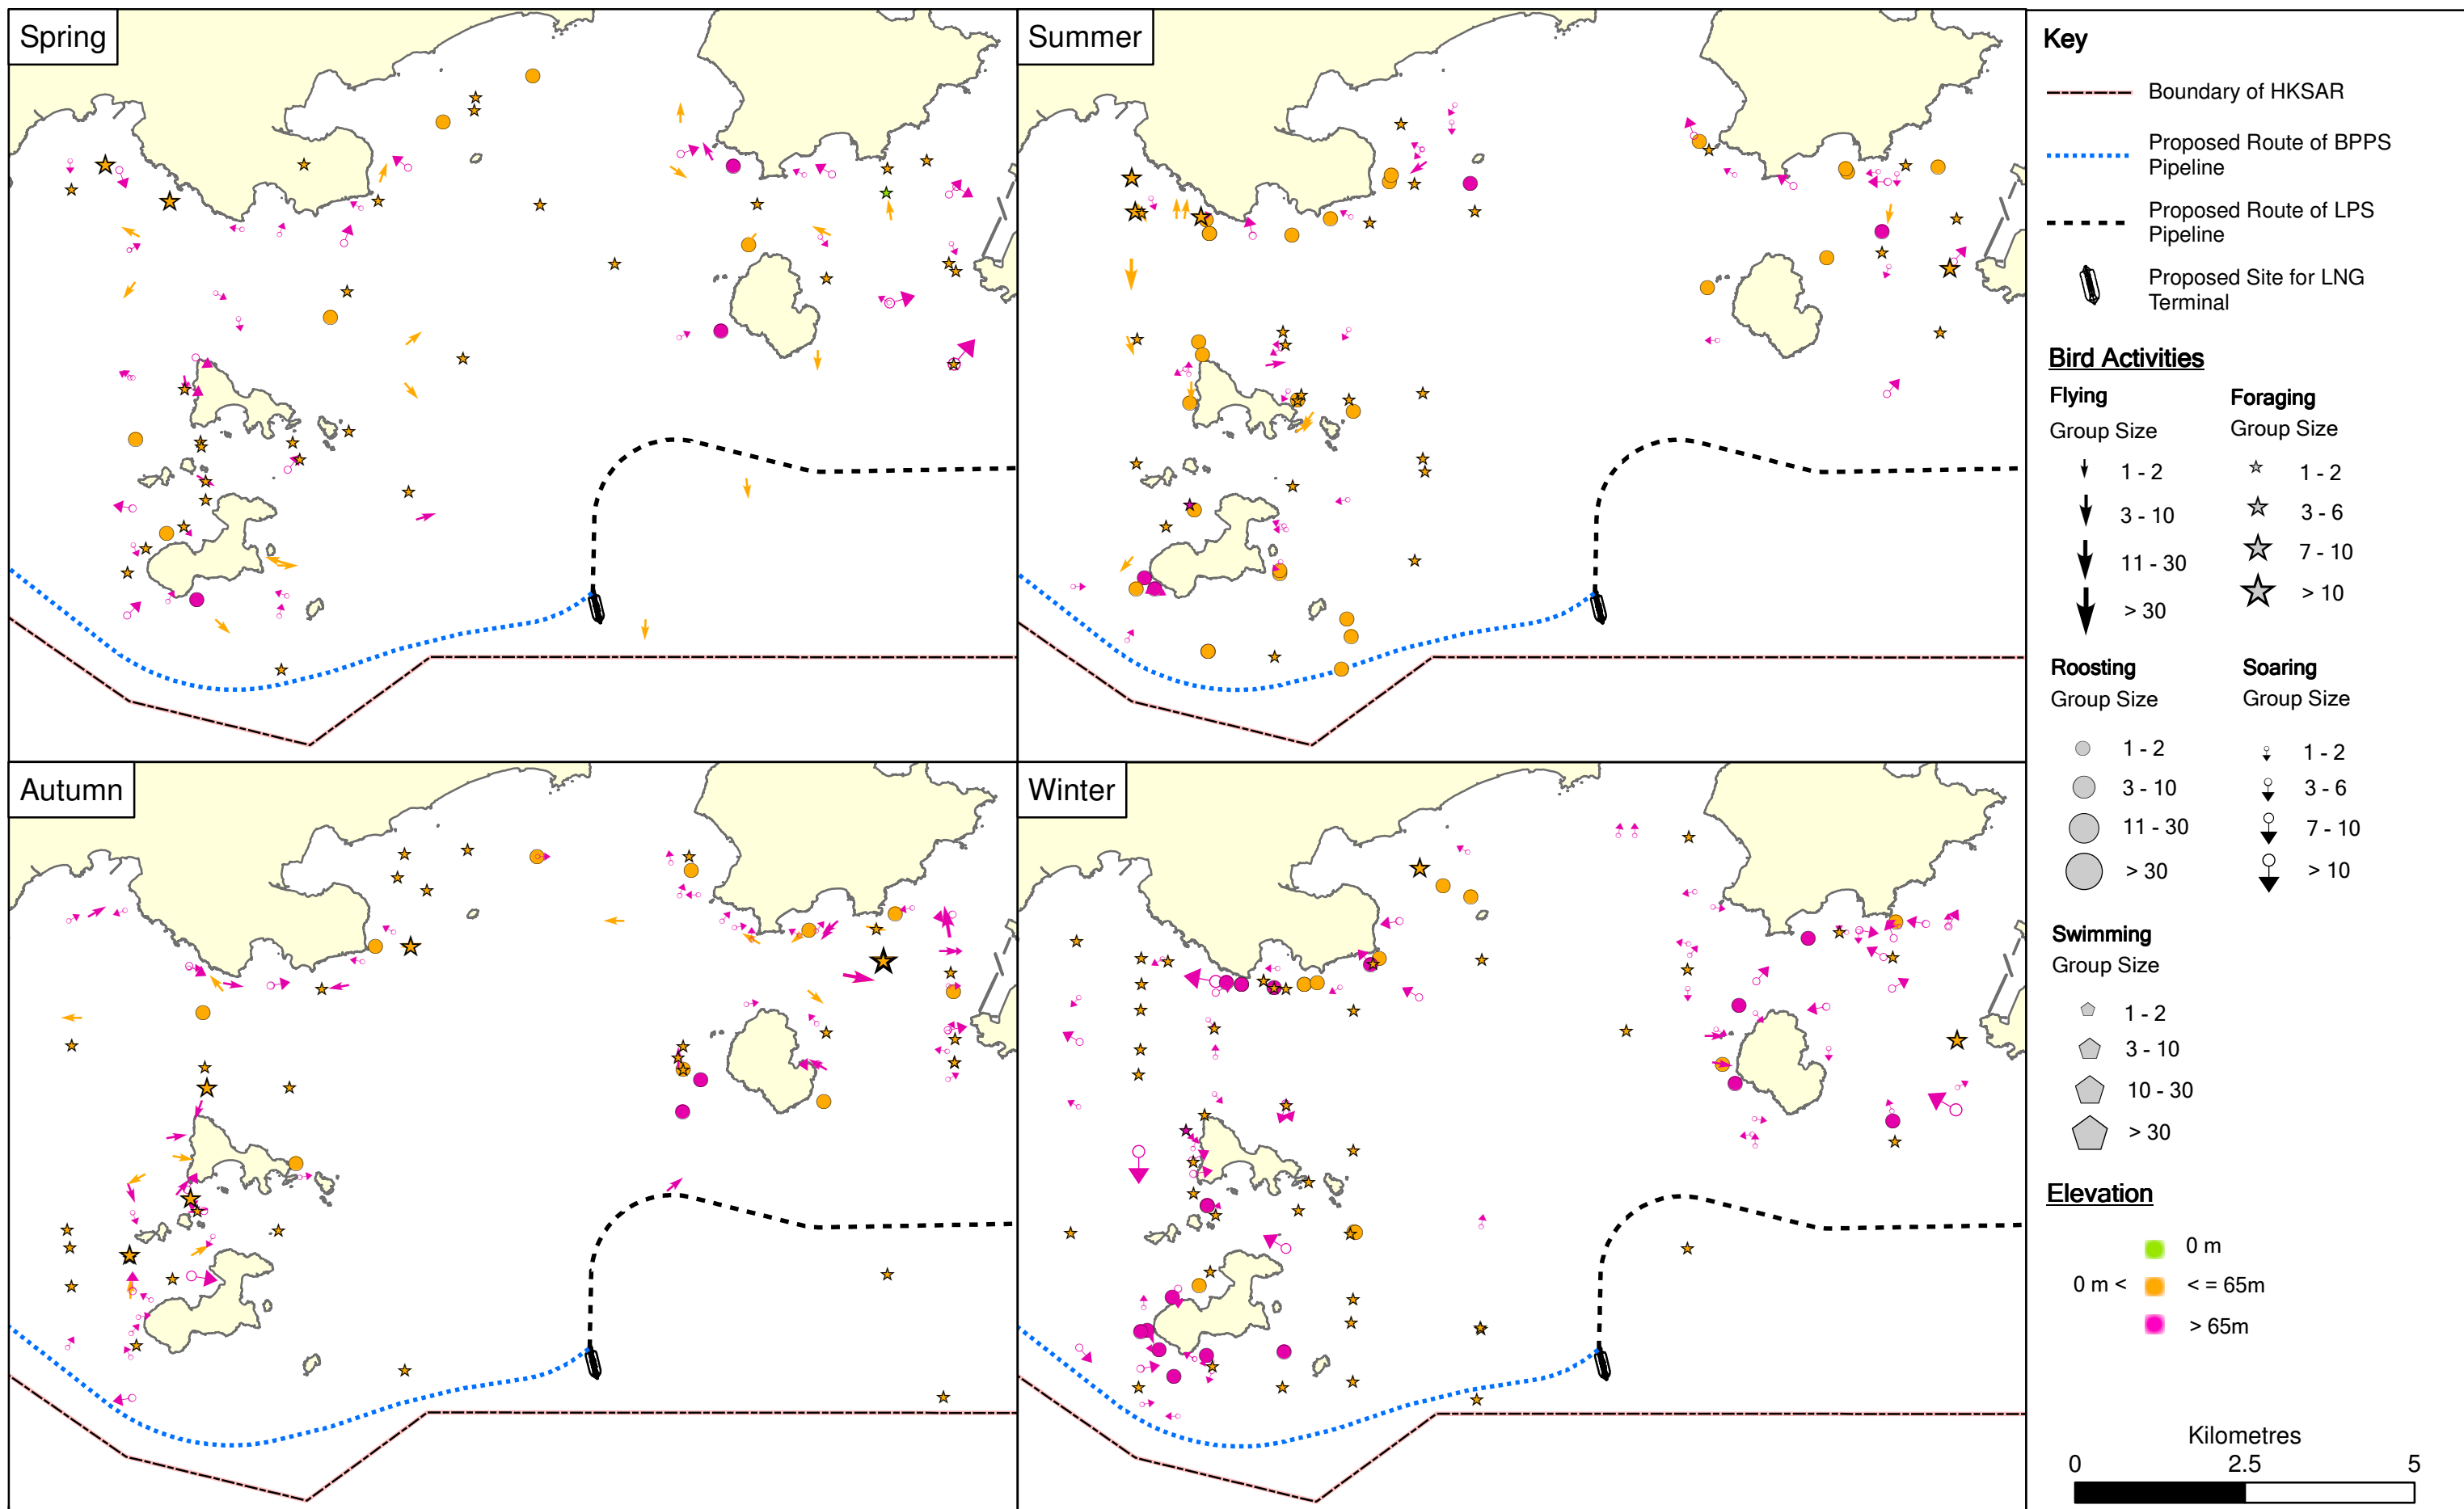 Spring
Summer
Autumn
Winter
Key
Boundary of HKSAR
Proposed Route of BPPS
Pipeline
Proposed Route of LPS
Pipeline
Proposed Site for LNG
Terminal
Bird Activities
Flying
Group Size
1 - 2
3 - 10
11 - 30
> 30
Foraging
Group Size
1 - 2
3 - 6
7 - 10
> 10
Roosting
Group Size
1 - 2
3 - 10
11 - 30
> 30
Soaring
Group Size
1 - 2
3 - 6
7 - 10
> 10
Swimming
Group Size
1 - 2
3 - 10
10 - 30
> 30
Elevation
0 m
0 m < < = 65m
> 65m
Kilometres
0 2.5 5